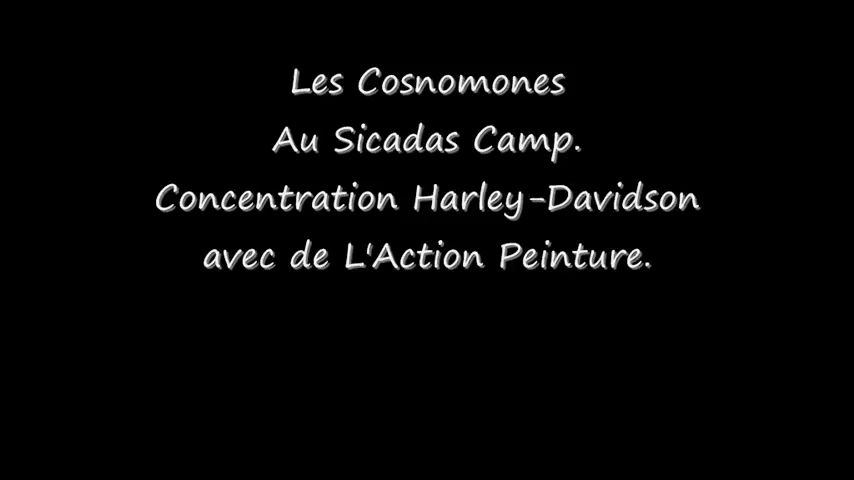 Les Cosnomones
Au Sicadas Camp.
Concentration Harley-Davidson
avec de L'Action Peinture.